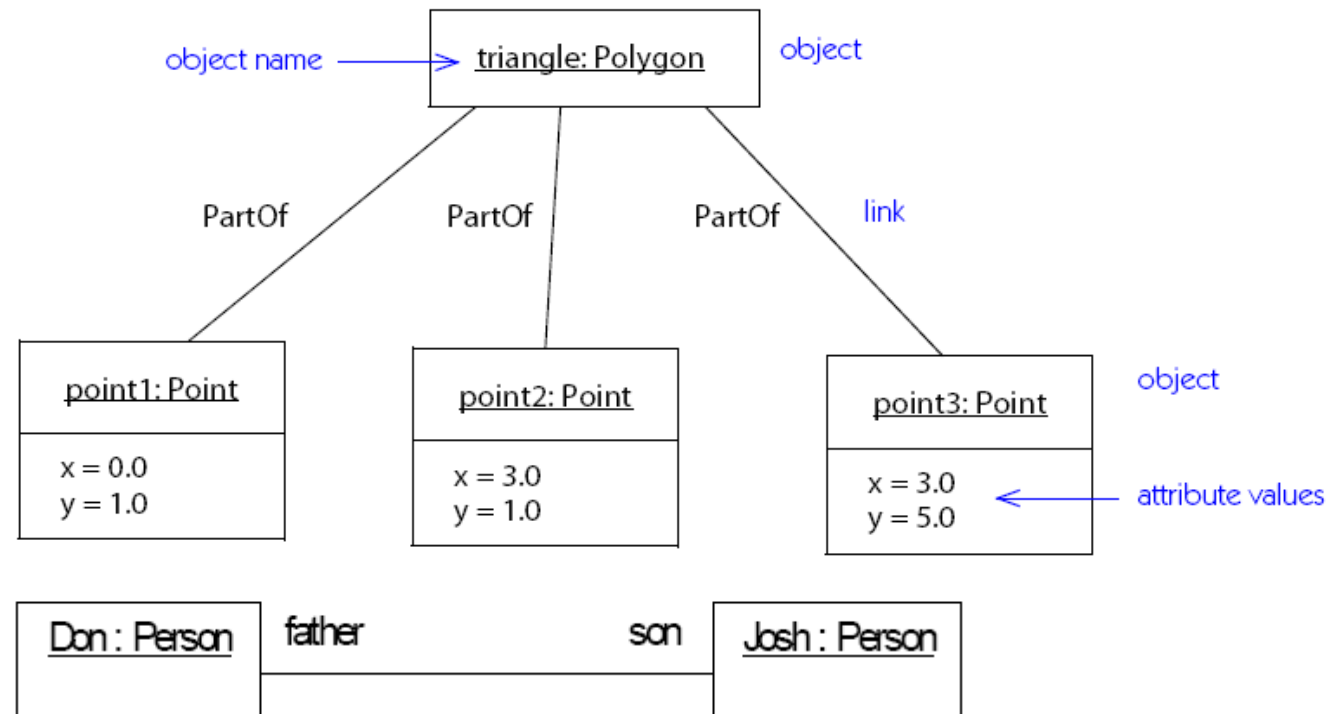 object name
triangle: Polygon
object
PartOf
PartOf
PartOf
link
point1: Point
x = 0.0
y = 1.0
point2: Point
x = 3.0
y = 1.0
point3: Point
x = 3.0
y = 5.0
object
attribute values
Don : Person
father
son
Josh : Person